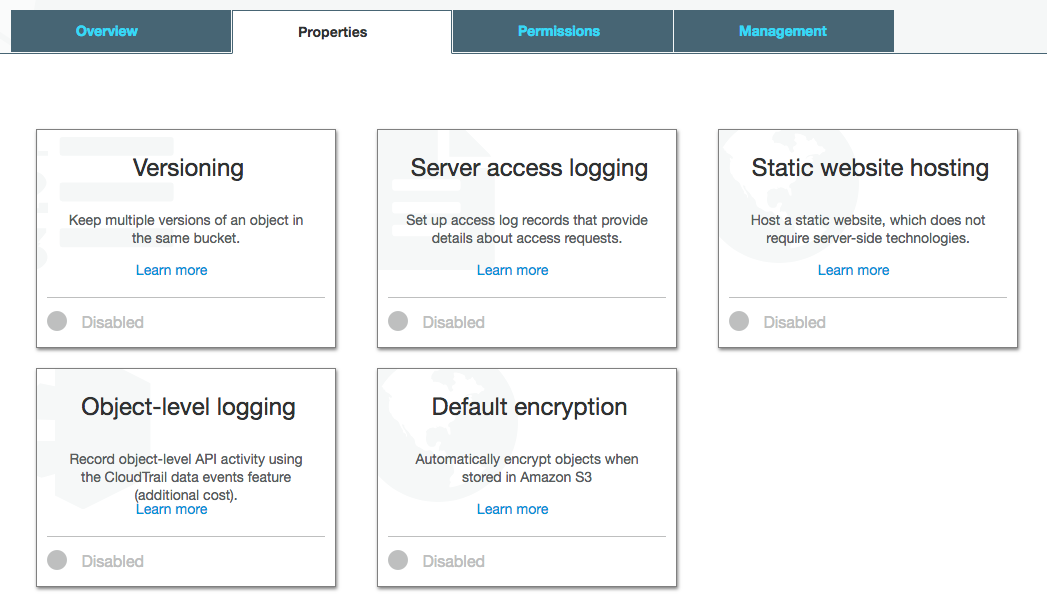 Overview
Properties
Permissions
Management
Versioning
Keep multiple versions of an object in
the same bucket.
Learn more
Disabled
Server access logging
Set up access log records that provide
details about access requests.
Learn more
Disabled
Static website hosting
Host a static website, which does not
require server-side technologies.
Learn more
Disabled
Object-level logging
Record object-level API activity using
the CloudTrail data events feature
(additional cost).
Learn more
Disabled
Default encryption
Automatically encrypt objects when
stored in Amazon S3
Learn more
Disabled